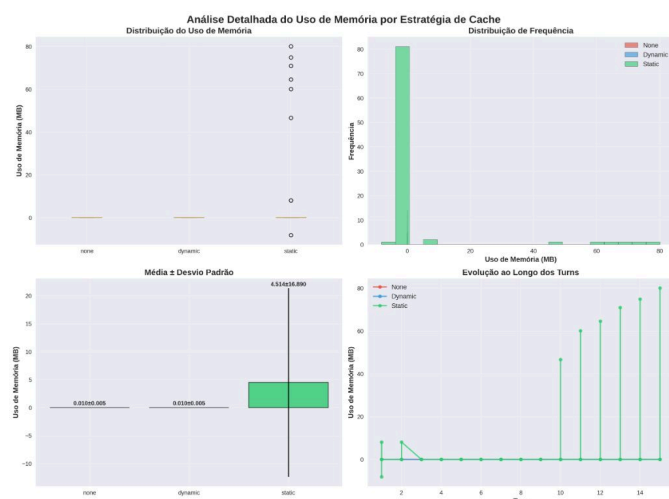 Análise Detalhada do Uso de Memória por Estratégia de Cache
Distribuição do Uso de Memória
Uso de Memória (MB)
80
60
40
20
0
none dynamic static
Distribuição de Frequência
None
Dynamic
Static
Frequência
80
70
60
50
40
30
20
10
0
0 20 40 60 80
Uso de Memória (MB)
Média ± Desvio Padrão
4.514±16.890
0.010±0.005 0.010±0.005
Uso de Memória (MB)
20
15
10
5
0
−5
−10
none dynamic static
Evolução ao Longo dos Turns
None
Dynamic
Static
Uso de Memória (MB)
80
60
40
20
0
2 4 6 8 10 12 14